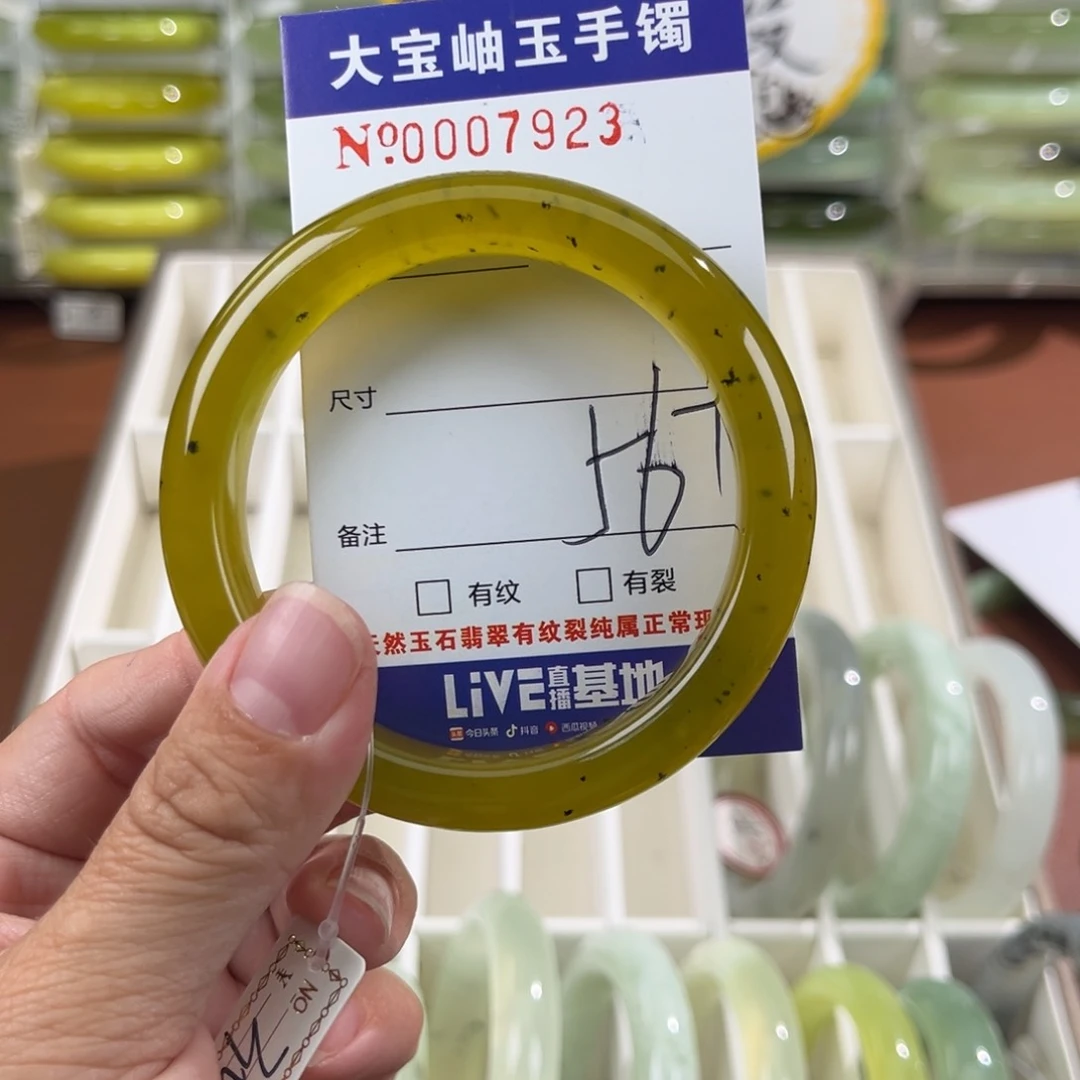 大宝岫玉手镯
№0007923
尺寸
56
备注
有纹 有裂
然玉石翡翠有纹裂纯属正常现
LiVE直播基地
今日头条 抖音 西瓜视频
№